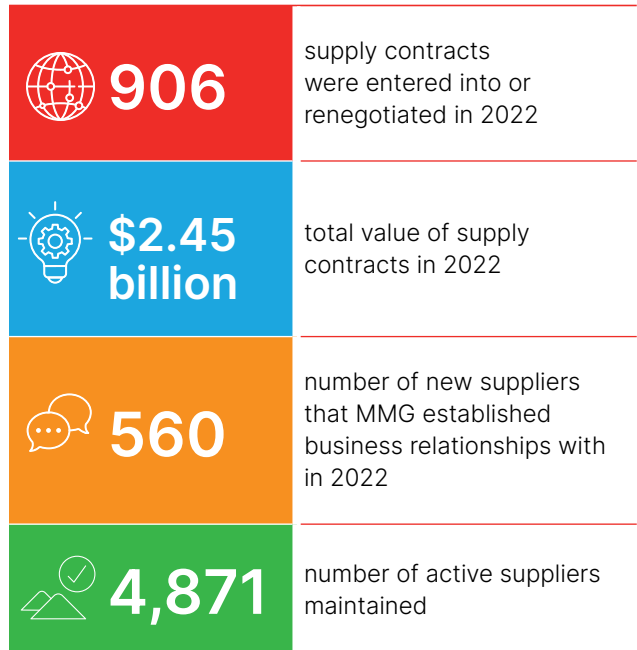 906
supply contracts
were entered into or
renegotiated in 2022
$2.45
billion
total value of supply
contracts in 2022
560
number of new suppliers
that MMG established
business relationships with
in 2022
4,871
number of active suppliers
maintained